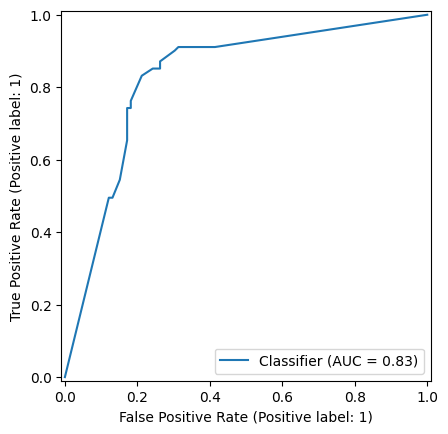 1.0
0.8
0.6
0.4
0.2
0.0
True Positive Rate (Positive label: 1)
Classifier (AUC = 0.83)
0.0 0.2 0.4 0.6 0.8 1.0
False Positive Rate (Positive label: 1)